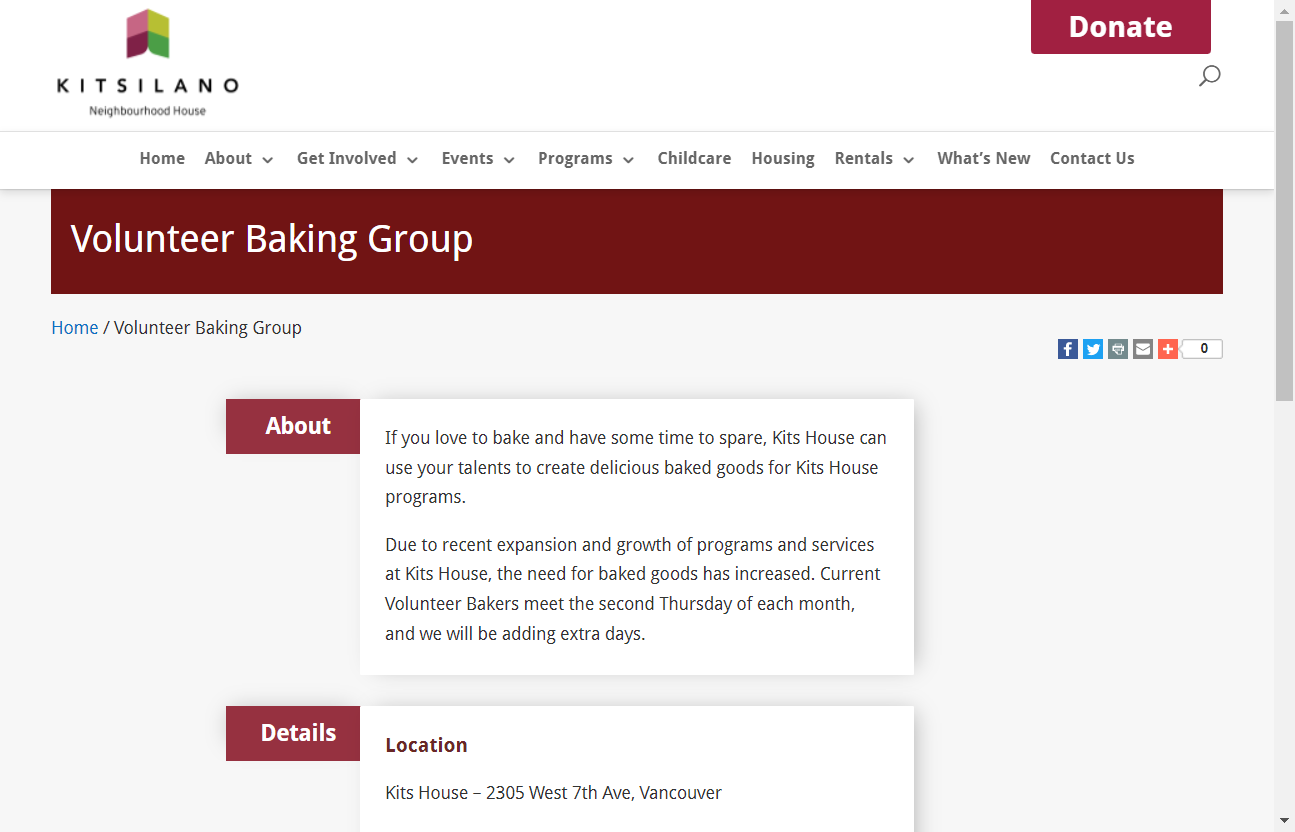 Donate
KITSILANO
Neighbourhood House
Home About Get Involved Events Programs Childcare Housing Rentals What's New Contact Us
Volunteer Baking Group
Home / Volunteer Baking Group
0
About
If you love to bake and have some time to spare, Kits House can
use your talents to create delicious baked goods for Kits House
programs.
Due to recent expansion and growth of programs and services
at Kits House, the need for baked goods has increased. Current
Volunteer Bakers meet the second Thursday of each month,
and we will be adding extra days.
Details
Location
Kits House – 2305 West 7th Ave, Vancouver